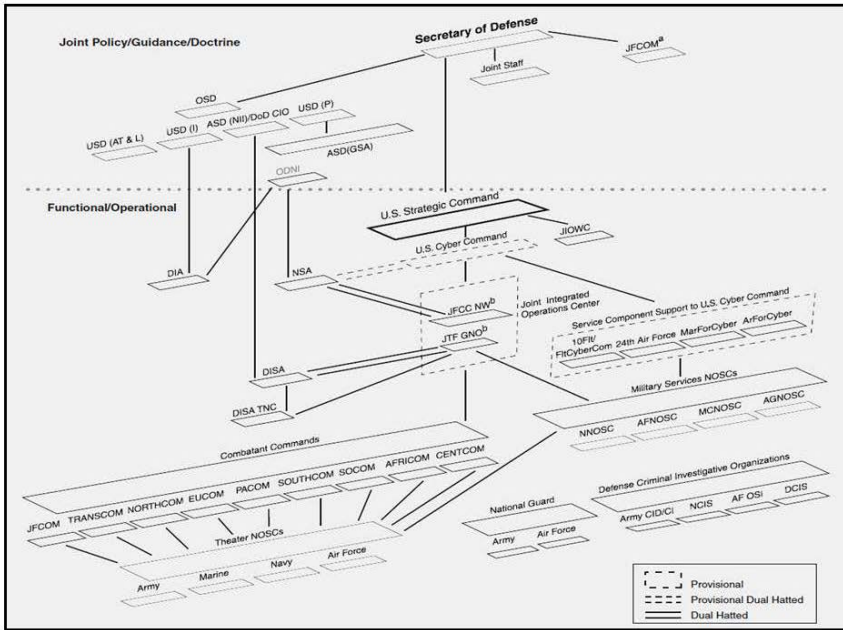 Joint Policy/Guidance/Doctrine
Secretary of Defense
JFCOMa
Joint Staff
OSD
USD (AT & L)
USD (I)
ASD (NII)/DoD CIO
USD (P)
ASD(GSA)
ODNI
Functional/Operational
U.S. Strategic Command
JIOWC
U.S. Cyber Command
DIA
NSA
JFCC NWb
Joint Integrated
Operations Center
JTF GNOb
Service Component Support to U.S. Cyber Command
10Flt/
FltCyberCom
24th Air Force
MarForCyber
ArForCyber
DISA
DISA TNC
Military Services NOSCs
NNOSC
AFNOSC
MCNOSC
AGNOSC
Combatant Commands
JFCOM
TRANSCOM
NORTHCOM
EUCOM
PACOM
SOUTHCOM
SOCOM
AFRICOM
CENTCOM
Theater NOSCs
Army
Marine
Navy
Air Force
National Guard
Army
Air Force
Defense Criminal Investigative Organizations
Army CID/CI
NCIS
AF OSI
DCIS
Provisional
Provisional Dual Hatted
Dual Hatted